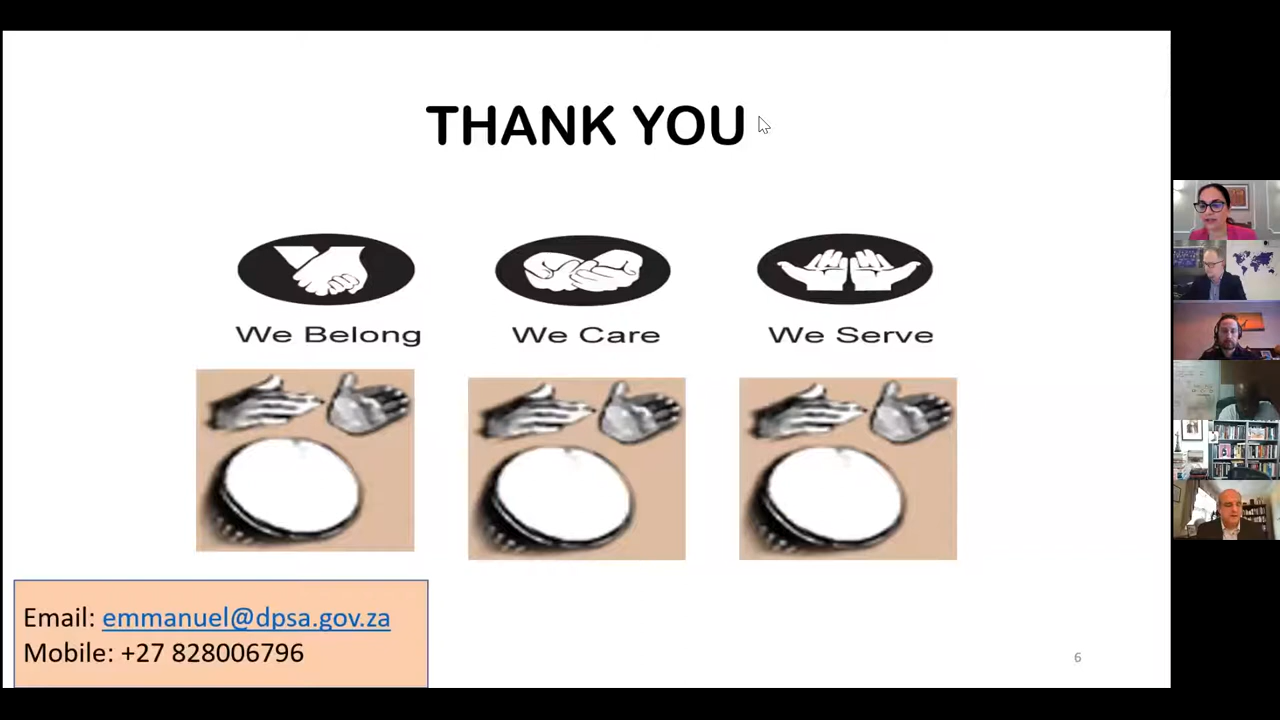 THANK YOU
We Belong
We Care
We Serve
Email: emmanuel@dpsa.gov.za
Mobile: +27 828006796
6